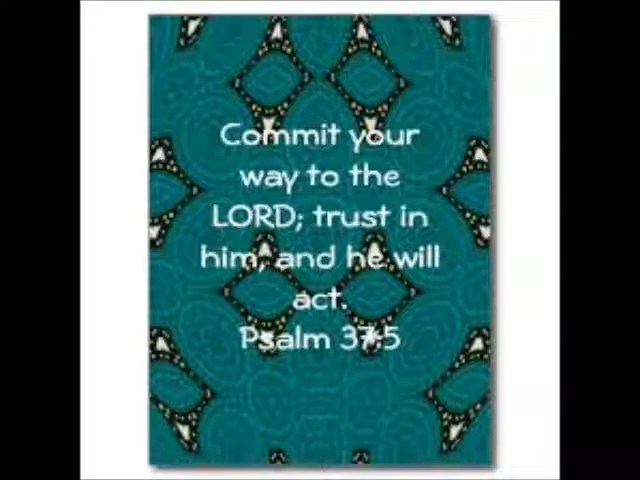 Commit your
way to the
LORD; trust in
him, and he will
act.
Psalm 37:5